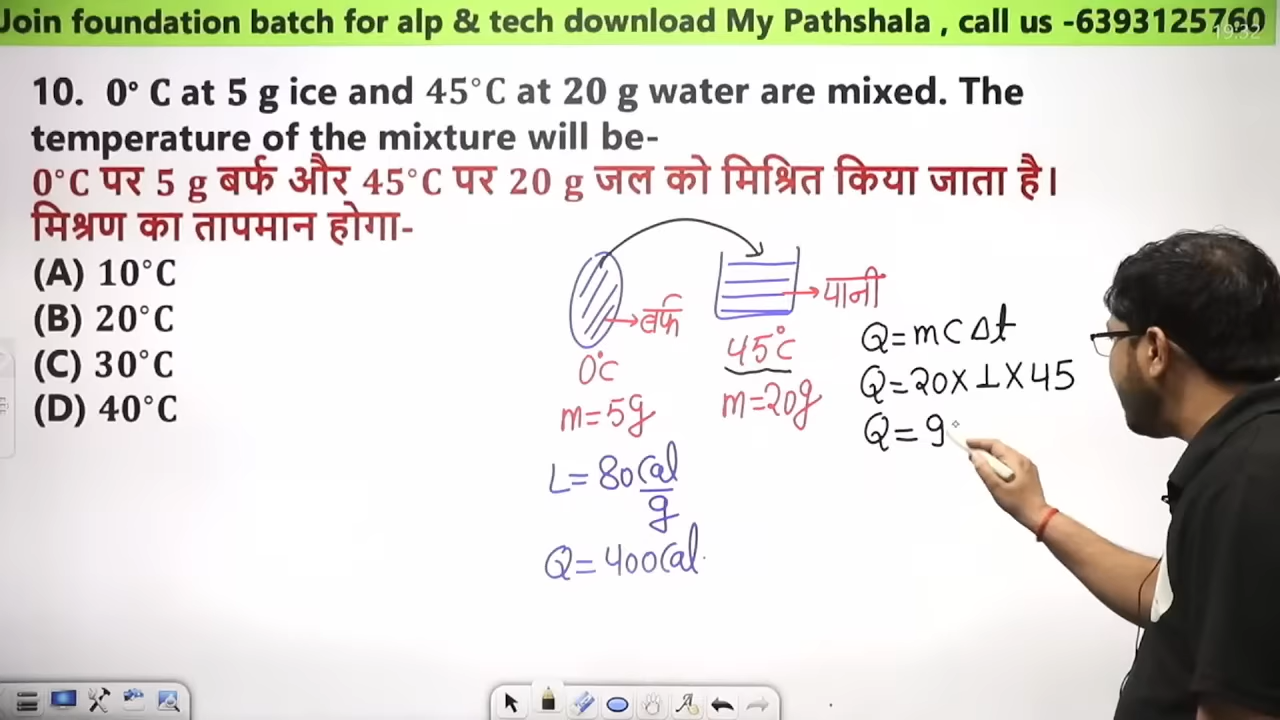 Join foundation batch for alp & tech download My Pathshala , call us -6393125760
19:32
10. 0° C at 5 g ice and 45°C at 20 g water are mixed. The
temperature of the mixture will be-
0°C पर 5 g बर्फ और 45°C पर 20 g जल को मिश्रित किया जाता है।
मिश्रण का तापमान होगा-
(A) 10°C
(B) 20°C
(C) 30°C
(D) 40°C
बर्फ
0°C
m=5g
L=80Cal/g
Q=400Cal.
पानी
45°C
m=20g
Q=mCΔt
Q=20×1×45
Q=9